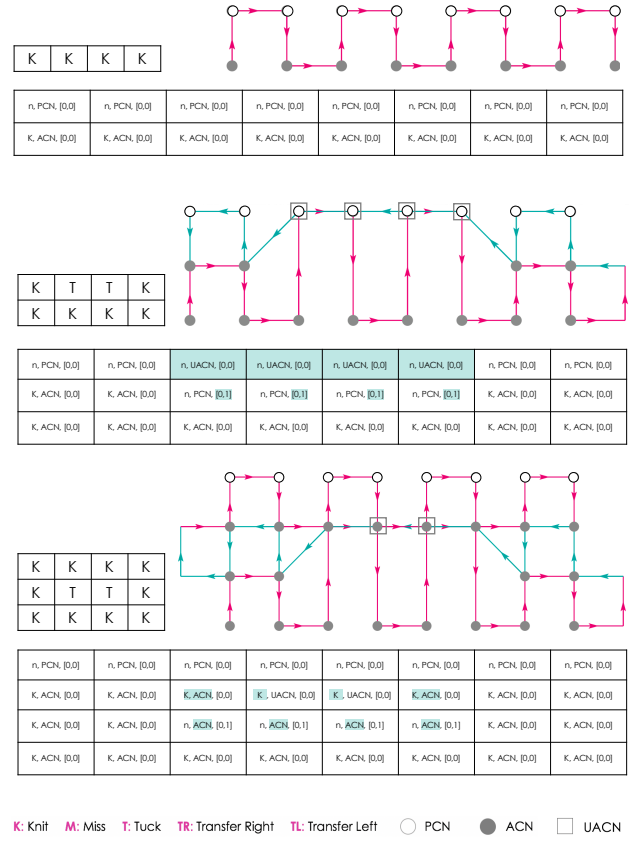 K K K K
n, PCN, [0,0] n, PCN, [0,0] n, PCN, [0,0] n, PCN, [0,0] n, PCN, [0,0] n, PCN, [0,0] n, PCN, [0,0] n, PCN, [0,0]
K, ACN, [0,0] K, ACN, [0,0] K, ACN, [0,0] K, ACN, [0,0] K, ACN, [0,0] K, ACN, [0,0] K, ACN, [0,0] K, ACN, [0,0]
K T T K
K K K K
n, PCN, [0,0] n, PCN, [0,0] n, UACN, [0,0] n, UACN, [0,0] n, UACN, [0,0] n, UACN, [0,0] n, PCN, [0,0] n, PCN, [0,0]
K, ACN, [0,0] K, ACN, [0,0] n, PCN, [0,1] n, PCN, [0,1] n, PCN, [0,1] n, PCN, [0,1] K, ACN, [0,0] K, ACN, [0,0]
K, ACN, [0,0] K, ACN, [0,0] K, ACN, [0,0] K, ACN, [0,0] K, ACN, [0,0] K, ACN, [0,0] K, ACN, [0,0] K, ACN, [0,0]
K K K K
K T T K
K K K K
n, PCN, [0,0] n, PCN, [0,0] n, PCN, [0,0] n, PCN, [0,0] n, PCN, [0,0] n, PCN, [0,0] n, PCN, [0,0] n, PCN, [0,0]
K, ACN, [0,0] K, ACN, [0,0] K, ACN, [0,0] K , UACN, [0,0] K , UACN, [0,0] K, ACN, [0,0] K, ACN, [0,0] K, ACN, [0,0]
K, ACN, [0,0] K, ACN, [0,0] n, ACN, [0,1] n, ACN, [0,1] n, ACN, [0,1] n, ACN, [0,1] K, ACN, [0,0] K, ACN, [0,0]
K, ACN, [0,0] K, ACN, [0,0] K, ACN, [0,0] K, ACN, [0,0] K, ACN, [0,0] K, ACN, [0,0] K, ACN, [0,0] K, ACN, [0,0]
K: Knit M: Miss T: Tuck TR: Transfer Right TL: Transfer Left PCN ACN UACN